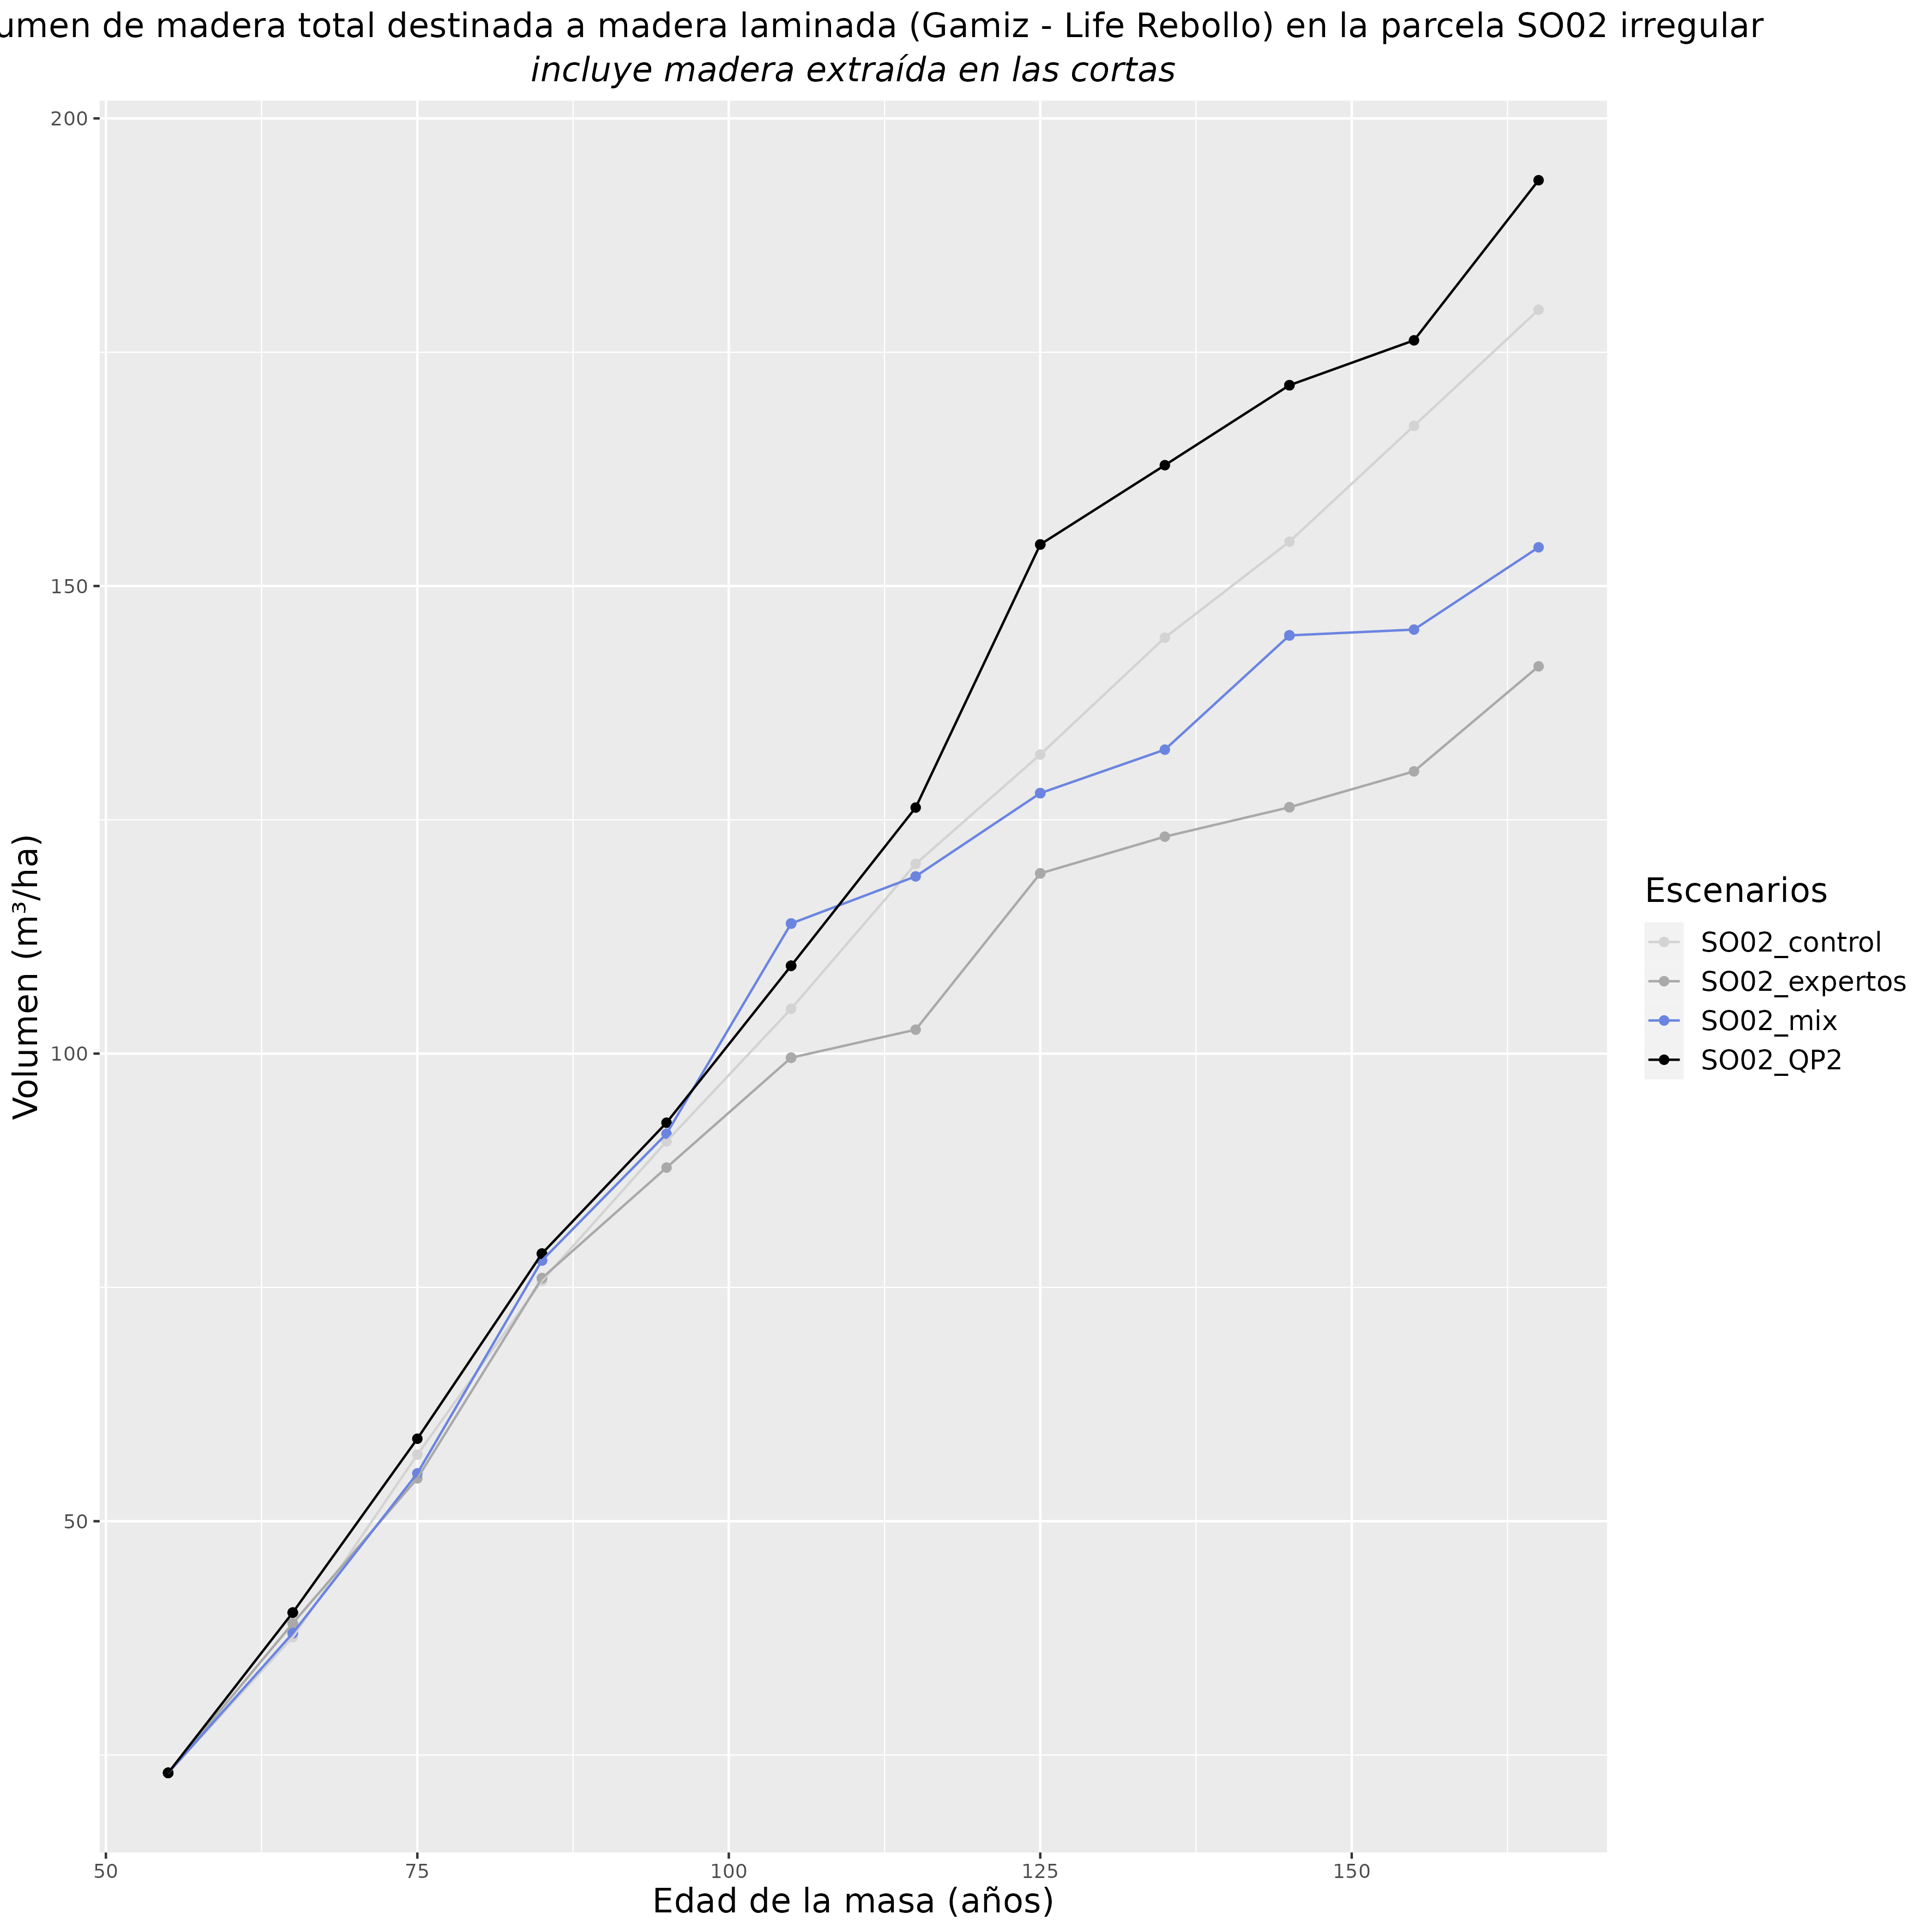 umen de madera total destinada a madera laminada (Gamiz - Life Rebollo) en la parcela SO02 irregular
incluye madera extraída en las cortas
200
150
100
50
Volumen (m³/ha)
50 75 100 125 150
Edad de la masa (años)
Escenarios
SO02_control
SO02_expertos
SO02_mix
SO02_QP2